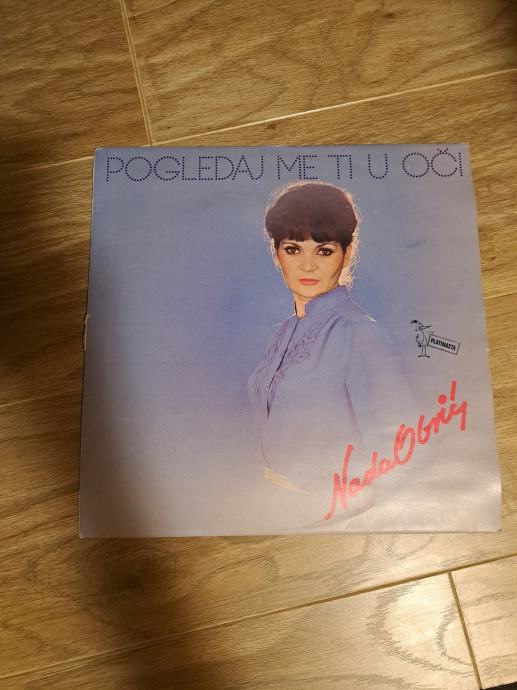 POGLEDAJ ME TI U OČI
PLATINASTA
Nada Obrić